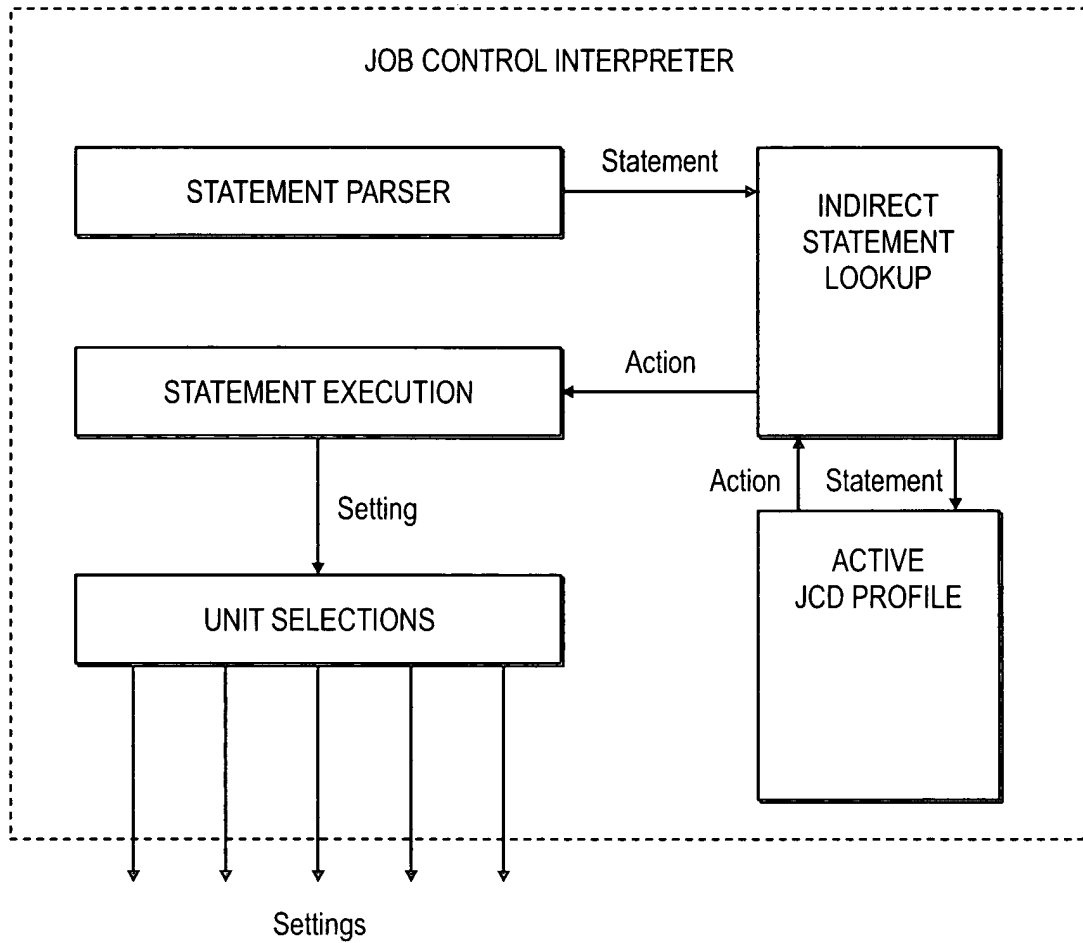 JOB CONTROL INTERPRETER
STATEMENT PARSER
Statement
INDIRECT
STATEMENT
LOOKUP
STATEMENT EXECUTION
Action
Action
Statement
Setting
ACTIVE
JCD PROFILE
UNIT SELECTIONS
Settings